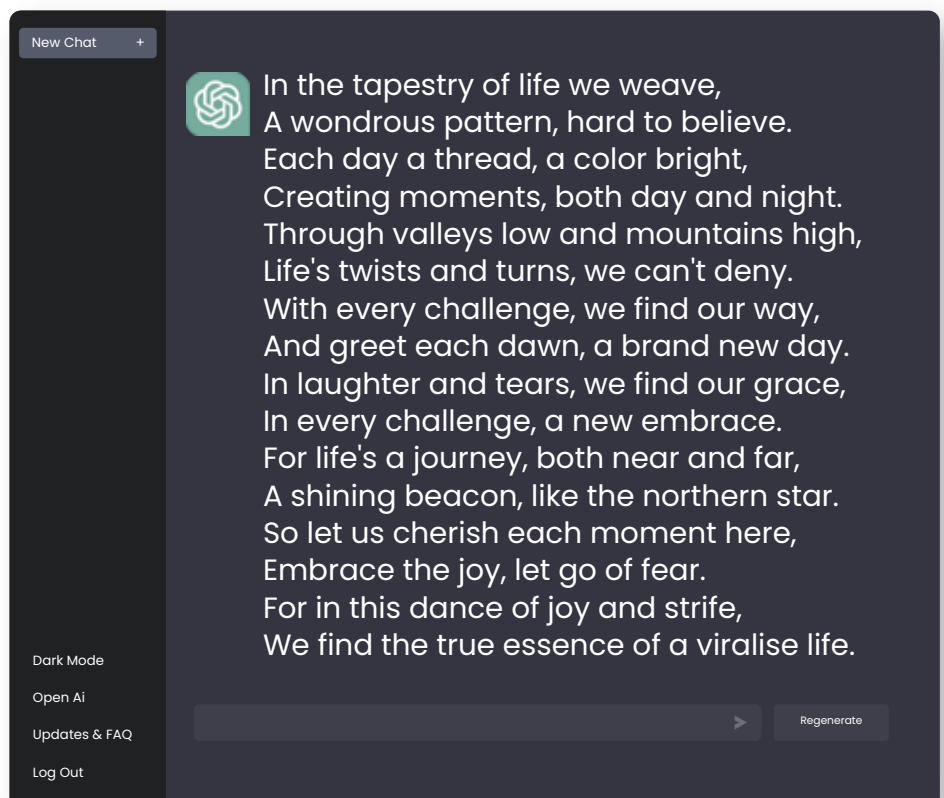 New Chat +
In the tapestry of life we weave,
A wondrous pattern, hard to believe.
Each day a thread, a color bright,
Creating moments, both day and night.
Through valleys low and mountains high,
Life's twists and turns, we can't deny.
With every challenge, we find our way,
And greet each dawn, a brand new day.
In laughter and tears, we find our grace,
In every challenge, a new embrace.
For life's a journey, both near and far,
A shining beacon, like the northern star.
So let us cherish each moment here,
Embrace the joy, let go of fear.
For in this dance of joy and strife,
We find the true essence of a viralise life.
Dark Mode
Open Ai
Updates & FAQ
Log Out
Regenerate